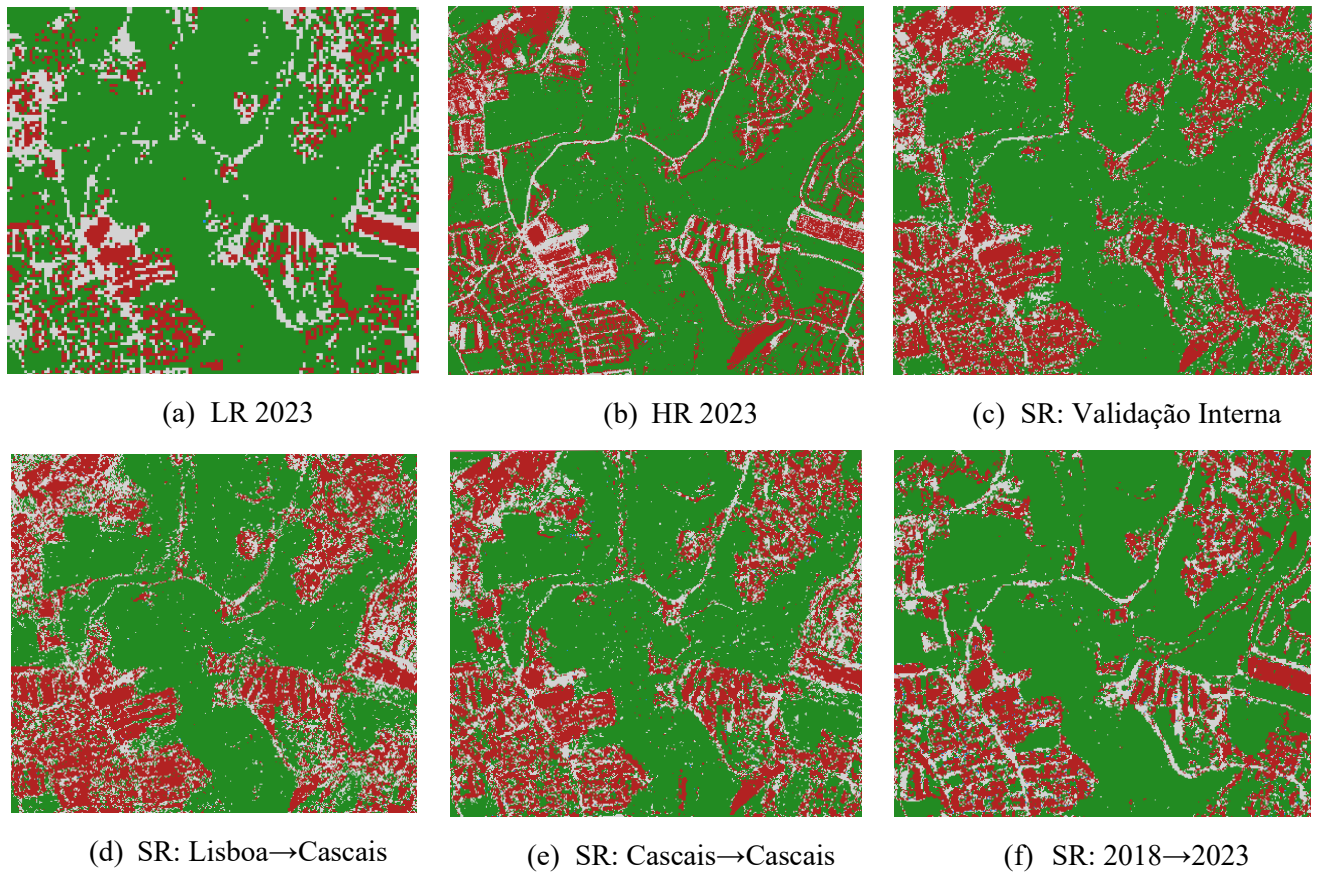 (a) LR 2023
(b) HR 2023
(c) SR: Validação Interna
(d) SR: Lisboa→Cascais
(e) SR: Cascais→Cascais
(f) SR: 2018→2023